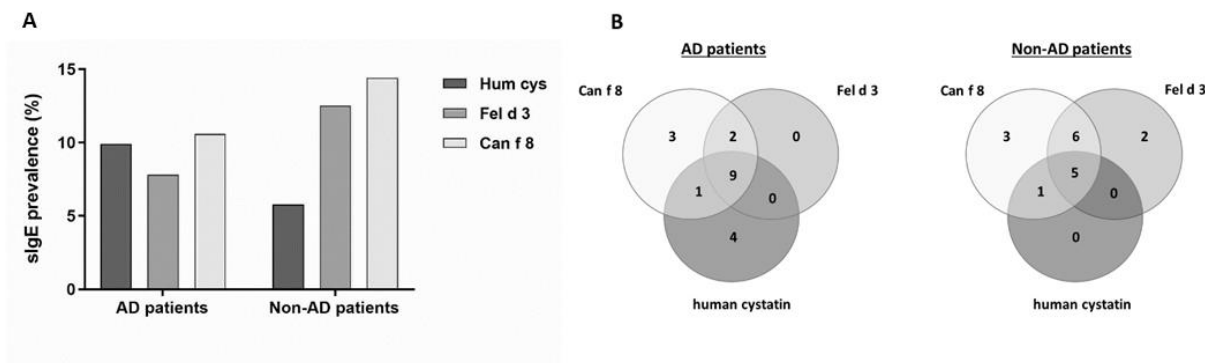 A
sIgE prevalence (%)
15
10
5
0
AD patients
Non-AD patients
Hum cys
Fel d 3
Can f 8
B
AD patients
Can f 8
Fel d 3
3
2
0
9
1
0
4
human cystatin
Non-AD patients
Can f 8
Fel d 3
3
6
2
5
1
0
0
human cystatin